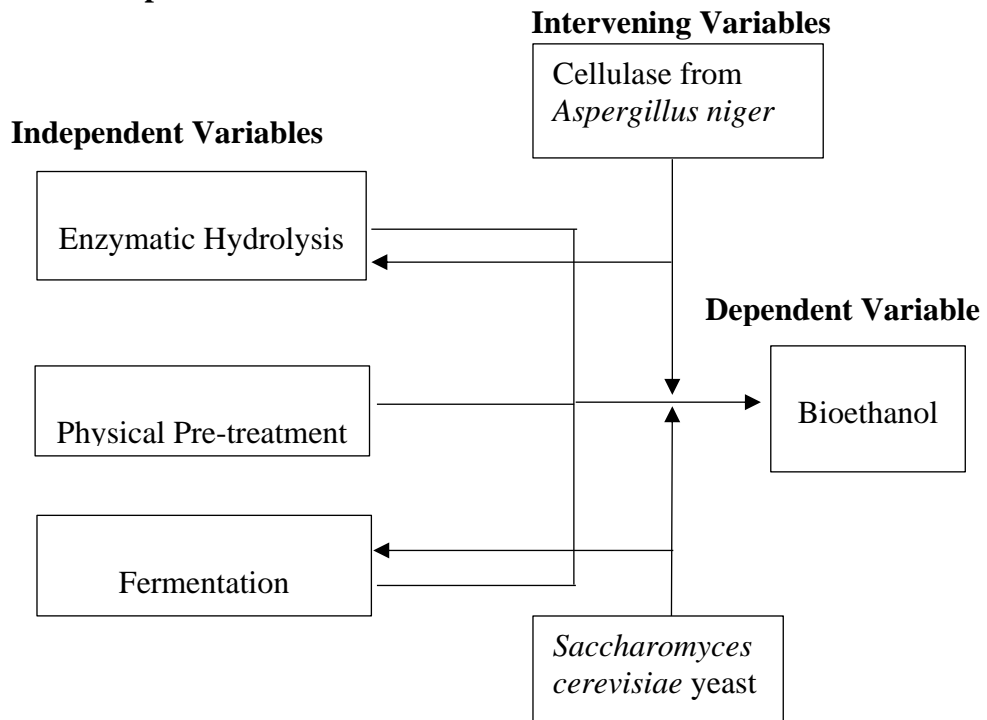 Intervening Variables
Cellulase from
Aspergillus niger
Independent Variables
Enzymatic Hydrolysis
Dependent Variable
Physical Pre-treatment
Bioethanol
Fermentation
Saccharomyces
cerevisiae yeast